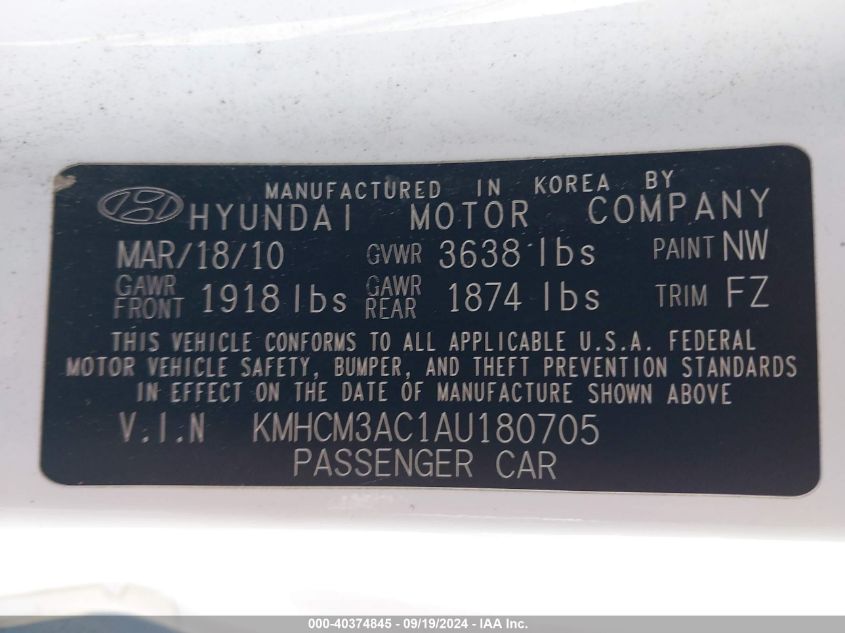 MANUFACTURED IN KOREA BY
HYUNDAI MOTOR COMPANY
MAR/18/10 GVWR 3638 lbs PAINT NW
GAWR FRONT 1918 lbs GAWR REAR 1874 lbs TRIM FZ
THIS VEHICLE CONFORMS TO ALL APPLICABLE U.S.A. FEDERAL
MOTOR VEHICLE SAFETY, BUMPER, AND THEFT PREVENTION STANDARDS
IN EFFECT ON THE DATE OF MANUFACTURE SHOWN ABOVE
V.I.N KMHCM3AC1AU180705
PASSENGER CAR
000-40374845 - 09/19/2024 - IAA Inc.